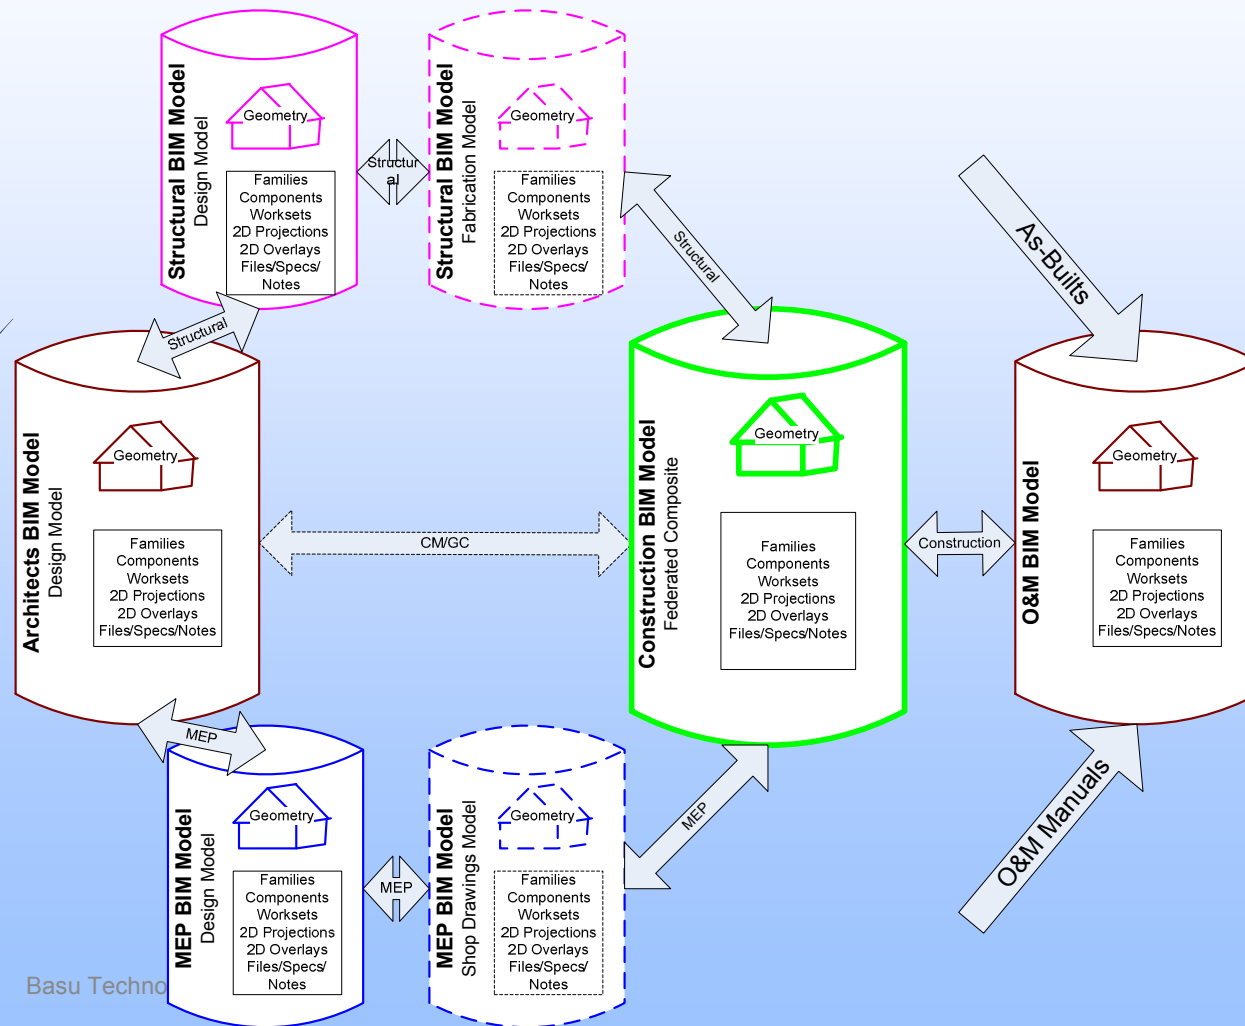 Structural BIM Model
Design Model
Geometry
Families
Components
Worksets
2D Projections
2D Overlays
Files/Specs/
Notes
Structur
al
Structural BIM Model
Fabrication Model
Geometry
Families
Components
Worksets
2D Projections
2D Overlays
Files/Specs/
Notes
Structural
Structural
As-Builts
Architects BIM Model
Design Model
Geometry
Families
Components
Worksets
2D Projections
2D Overlays
Files/Specs/Notes
CM/GC
Construction BIM Model
Federated Composite
Geometry
Families
Components
Worksets
2D Projections
2D Overlays
Files/Specs/Notes
Construction
O&M BIM Model
Geometry
Families
Components
Worksets
2D Projections
2D Overlays
Files/Specs/Notes
MEP
MEP BIM Model
Design Model
Geometry
Families
Components
Worksets
2D Projections
2D Overlays
Files/Specs/
Notes
MEP
MEP BIM Model
Shop Drawings Model
Geometry
Families
Components
Worksets
2D Projections
2D Overlays
Files/Specs/
Notes
MEP
O&M Manuals
Basu Techno